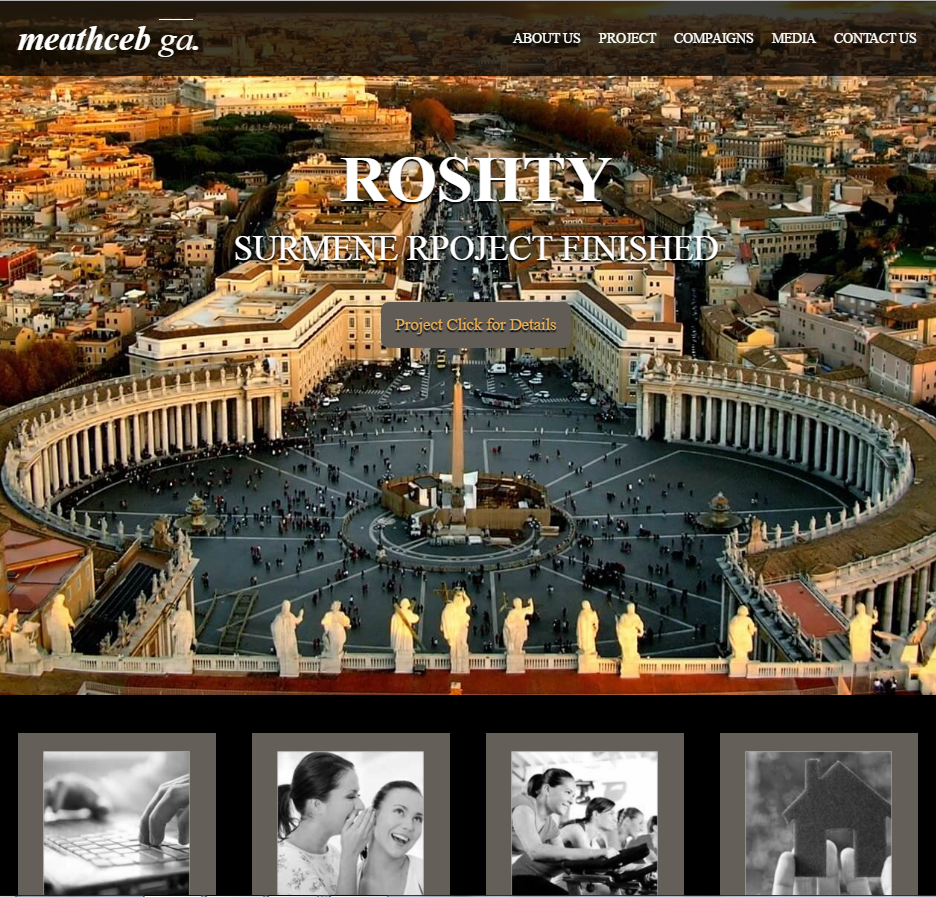 meathceb ga.
ABOUT US PROJECT COMPAIGNS MEDIA CONTACT US
ROSHTY
SURMENE RPOJECT FINISHED
Project Click for Details